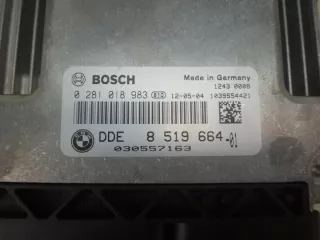 BOSCH
Made in Germany
1243 0086
0 281 018 983 12-05-04 1039S54421
DDE 8 519 664-01
030557163